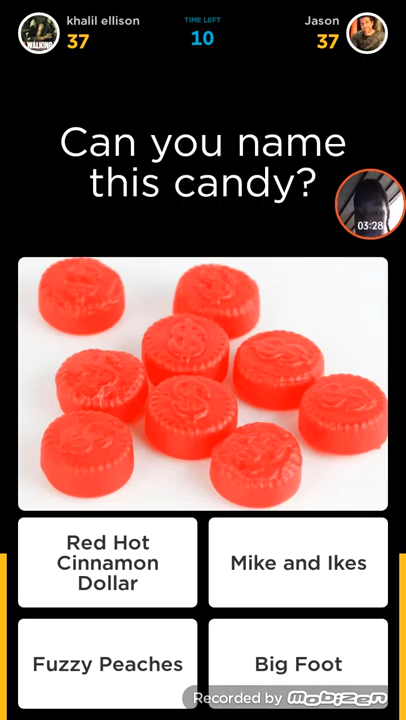 khalil ellison
37
TIME LEFT
10
Jason
37
WALKING
Can you name
this candy?
03:28
Red Hot
Cinnamon
Dollar
Mike and Ikes
Fuzzy Peaches
Big Foot
Recorded by MOBIZEN